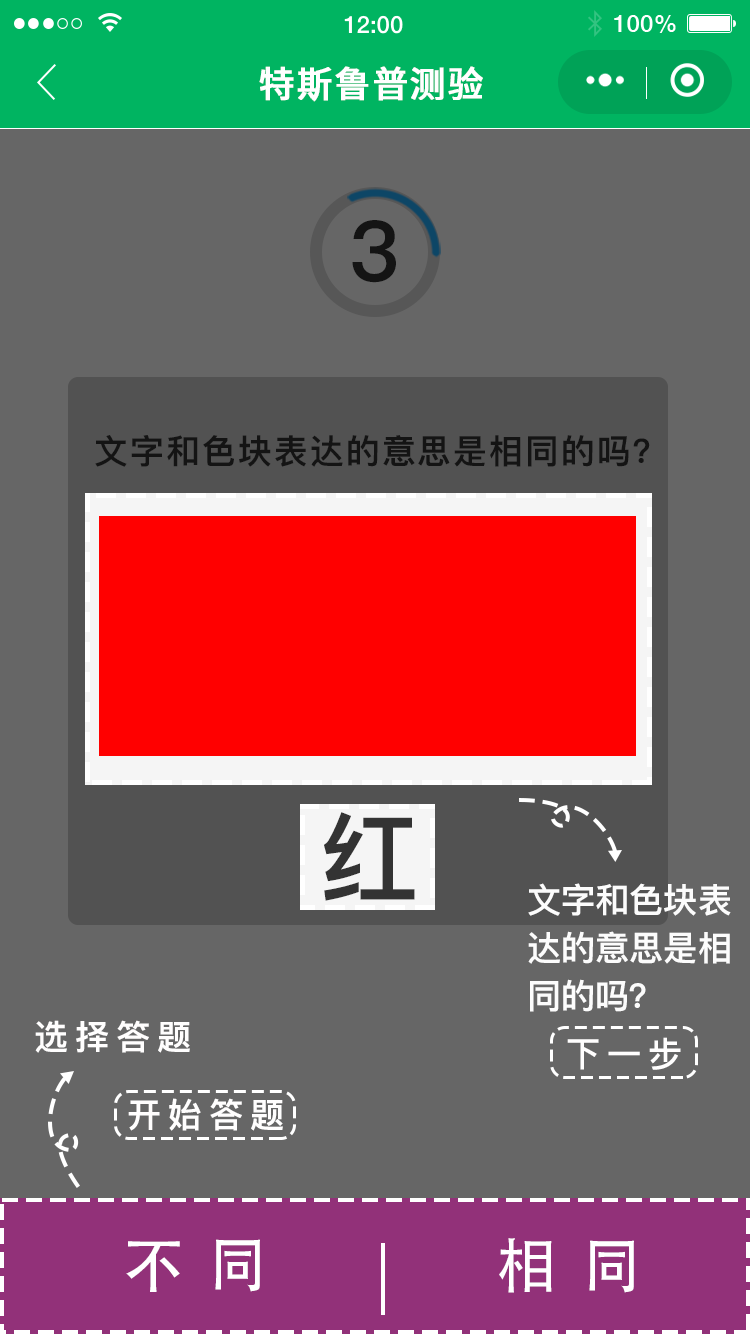 12:00
100%
特斯鲁普测验
3
文字和色块表达的意思是相同的吗?
红
文字和色块表
达的意思是相
同的吗?
下一步
选择答题
开始答题
不同
相同